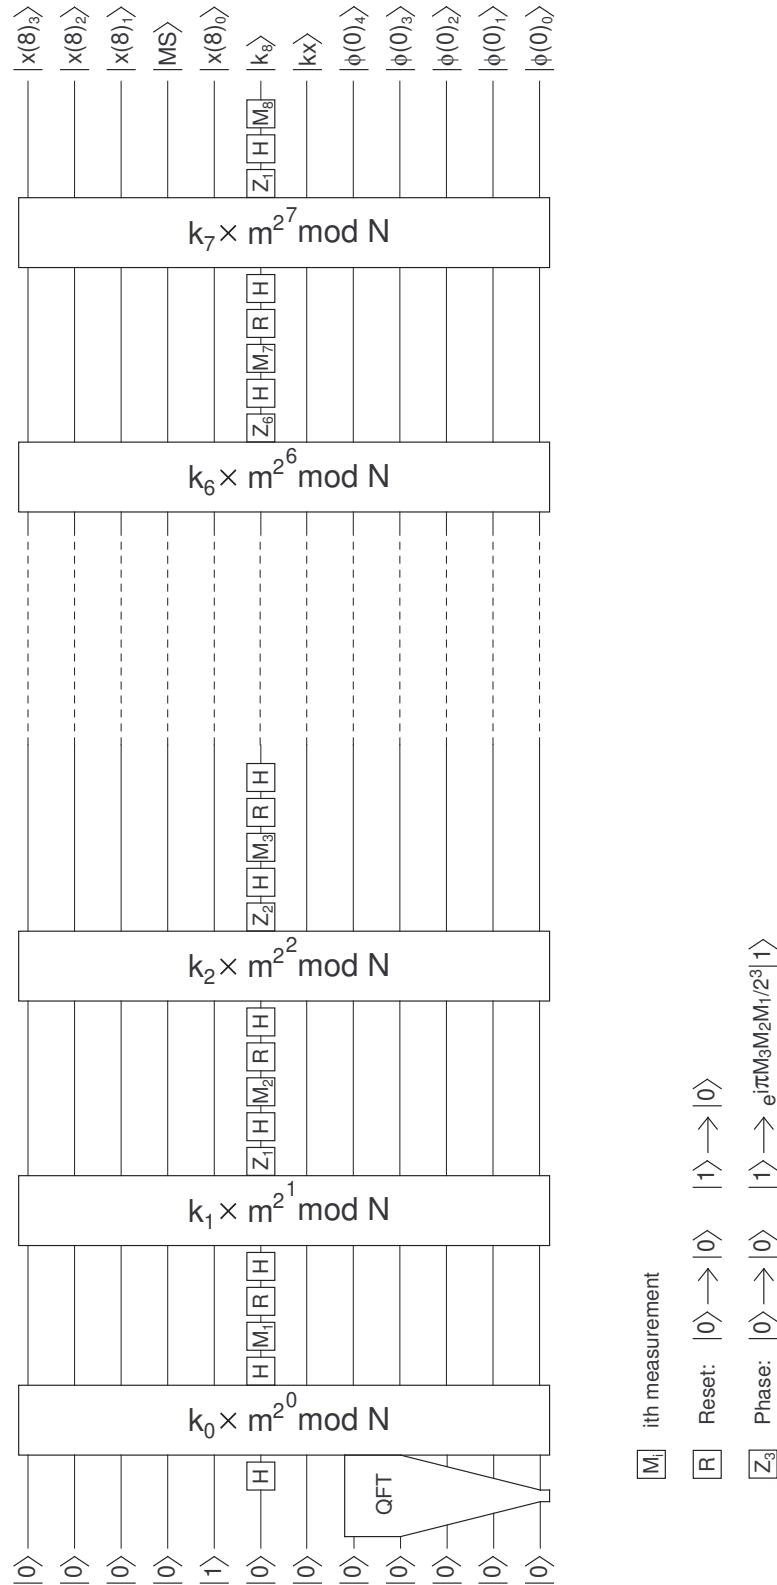 |0⟩ |x(8)₃⟩
|0⟩ |x(8)₂⟩
|0⟩ |x(8)₁⟩
|0⟩ |MS⟩
|1⟩ |x(8)₀⟩
|0⟩ H H M₁ R H Z₁ H M₂ R H Z₂ H M₃ R H Z₆ H M₇ R H Z₁ H M₈ |k₈⟩
|0⟩ |kx⟩
|0⟩ |ϕ(0)₄⟩
|0⟩ |ϕ(0)₃⟩
|0⟩ |ϕ(0)₂⟩
|0⟩ |ϕ(0)₁⟩
|0⟩ |ϕ(0)₀⟩
QFT
k₀ × m^2^0 mod N
k₁ × m^2^1 mod N
k₂ × m^2^2 mod N
k₆ × m^2^6 mod N
k₇ × m^2^7 mod N
Mᵢ ith measurement
R Reset: |0⟩ ⟶ |0⟩ |1⟩ ⟶ |0⟩
Z₃ Phase: |0⟩ ⟶ |0⟩ |1⟩ ⟶ e^iπM₃M₂M₁/2³ |1⟩